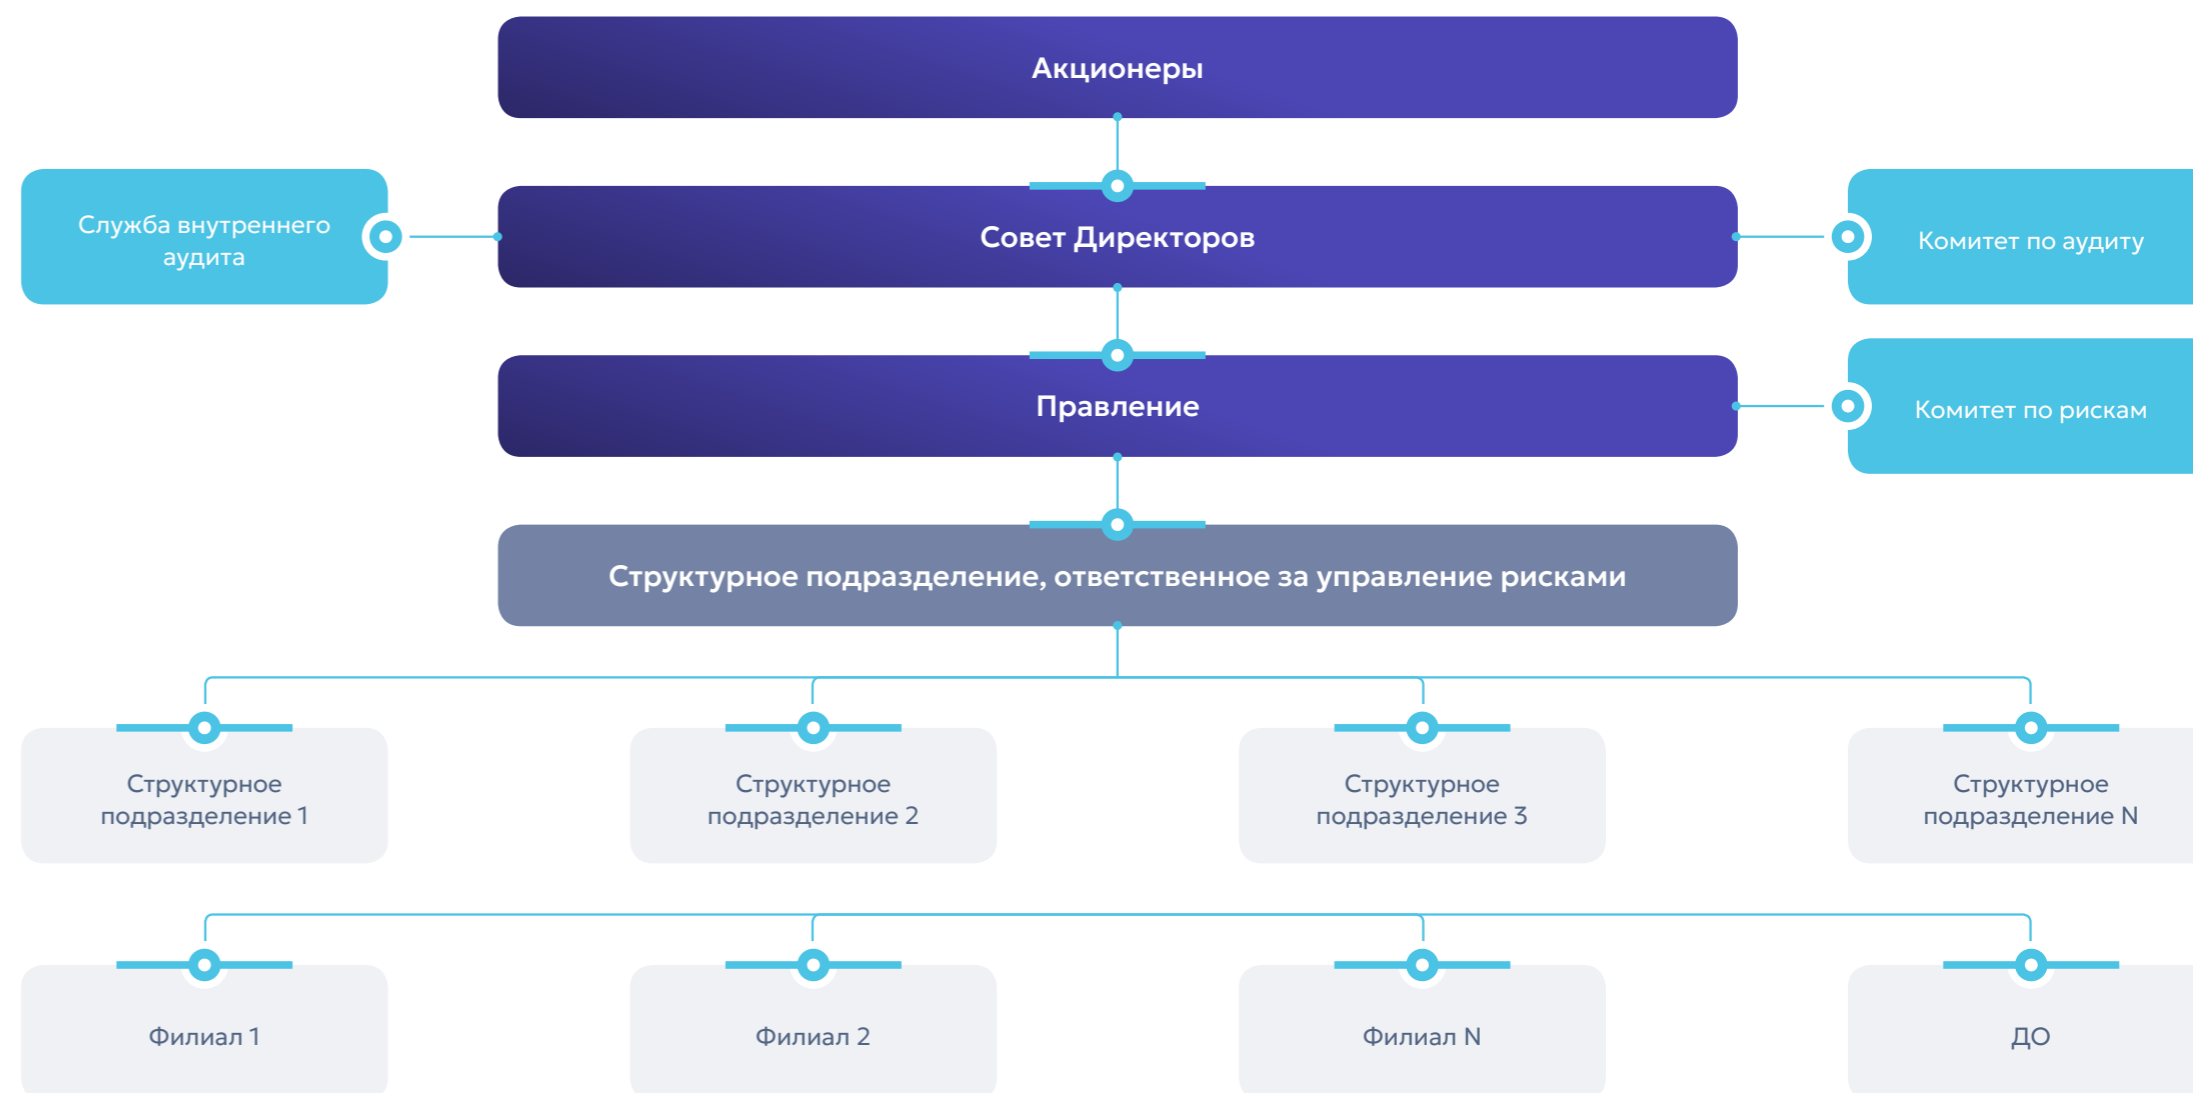 Акционеры
Служба внутреннего
аудита
Совет Директоров
Комитет по аудиту
Правление
Комитет по рискам
Структурное подразделение, ответственное за управление рисками
Структурное
подразделение 1
Структурное
подразделение 2
Структурное
подразделение 3
Структурное
подразделение N
Филиал 1
Филиал 2
Филиал N
ДО